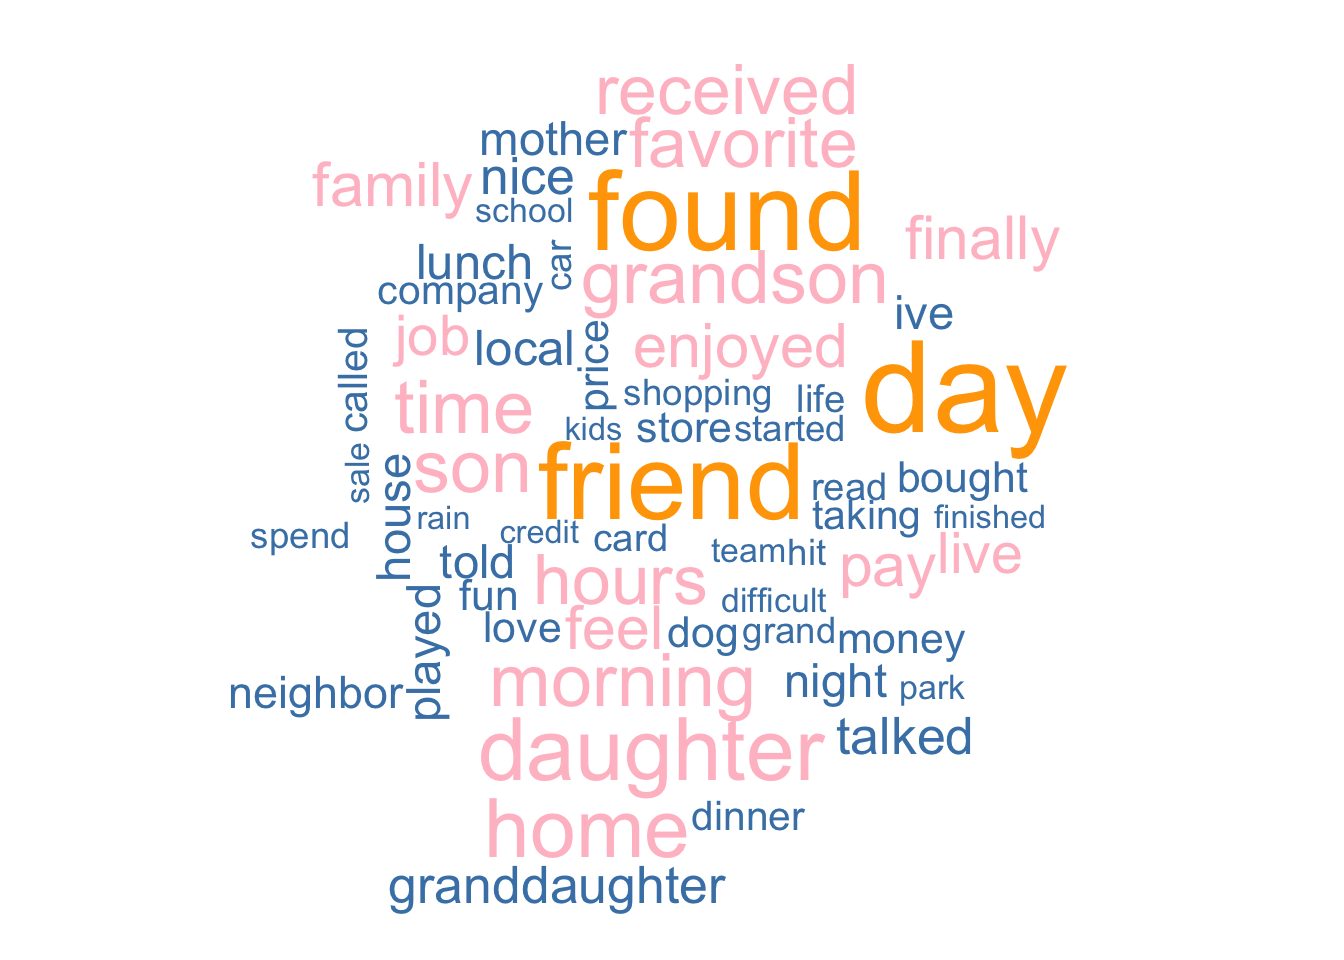 received
mother favorite
family nice
school found finally
lunch car grandson
company ive
called job local price enjoyed day
time shopping life
kids store started
sale son friend read bought
house rain credit card taking finished
spend told team hit pay live
fun hours difficult
played love feel dog grand money
neighbor morning night park
daughter talked
home dinner
granddaughter